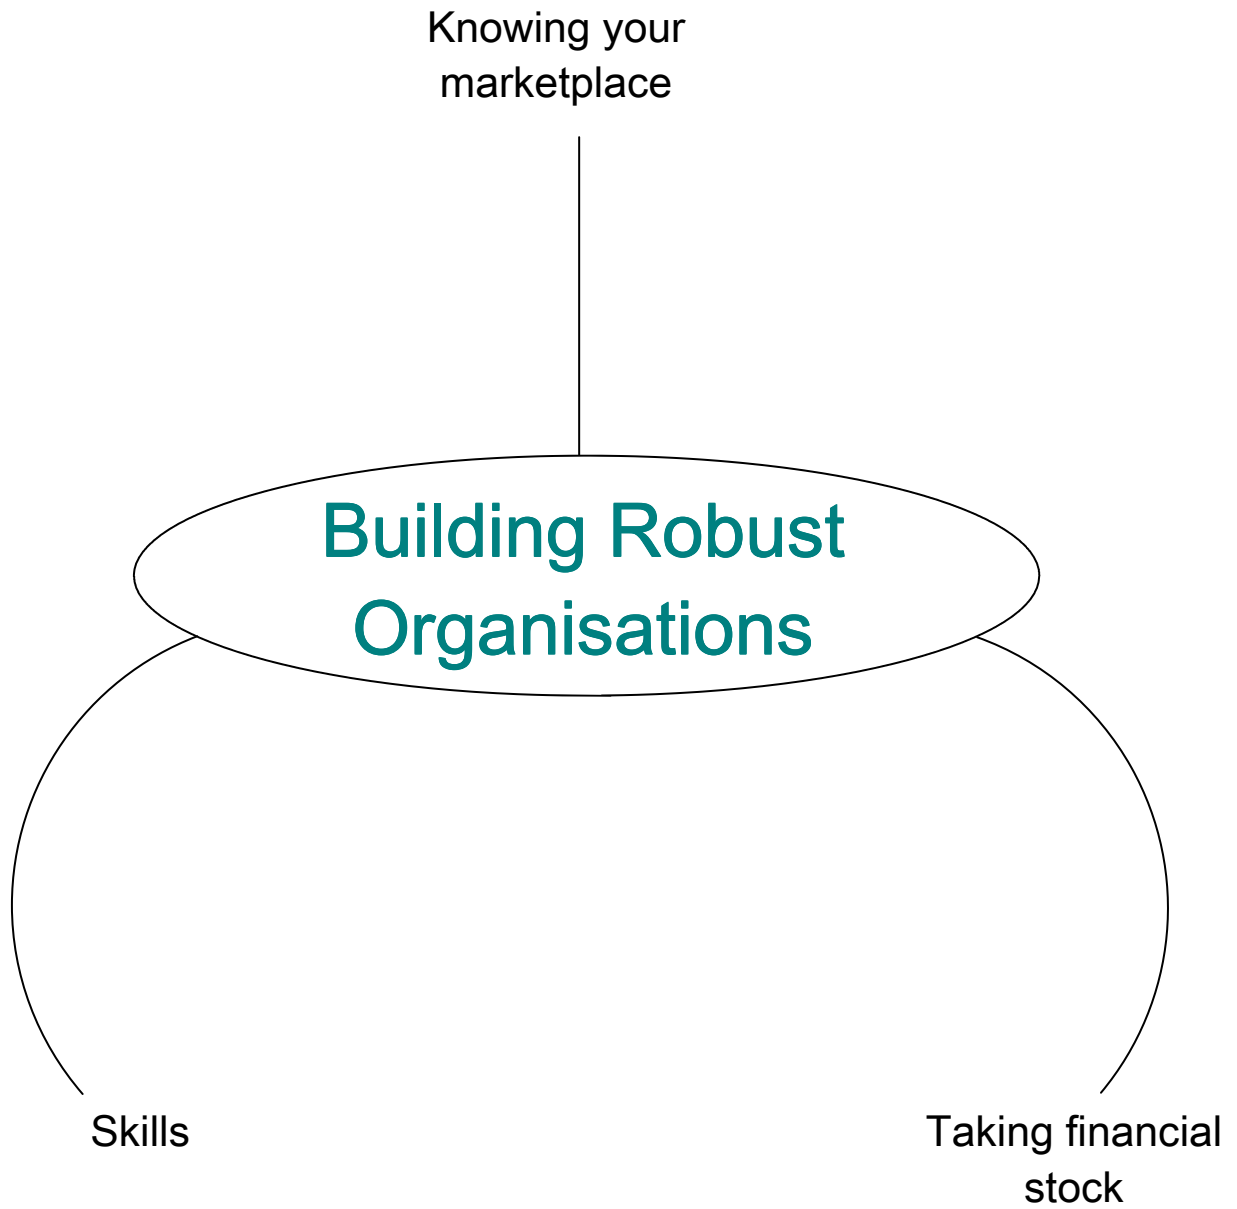 Knowing your
marketplace
Building Robust
Organisations
Skills
Taking financial
stock